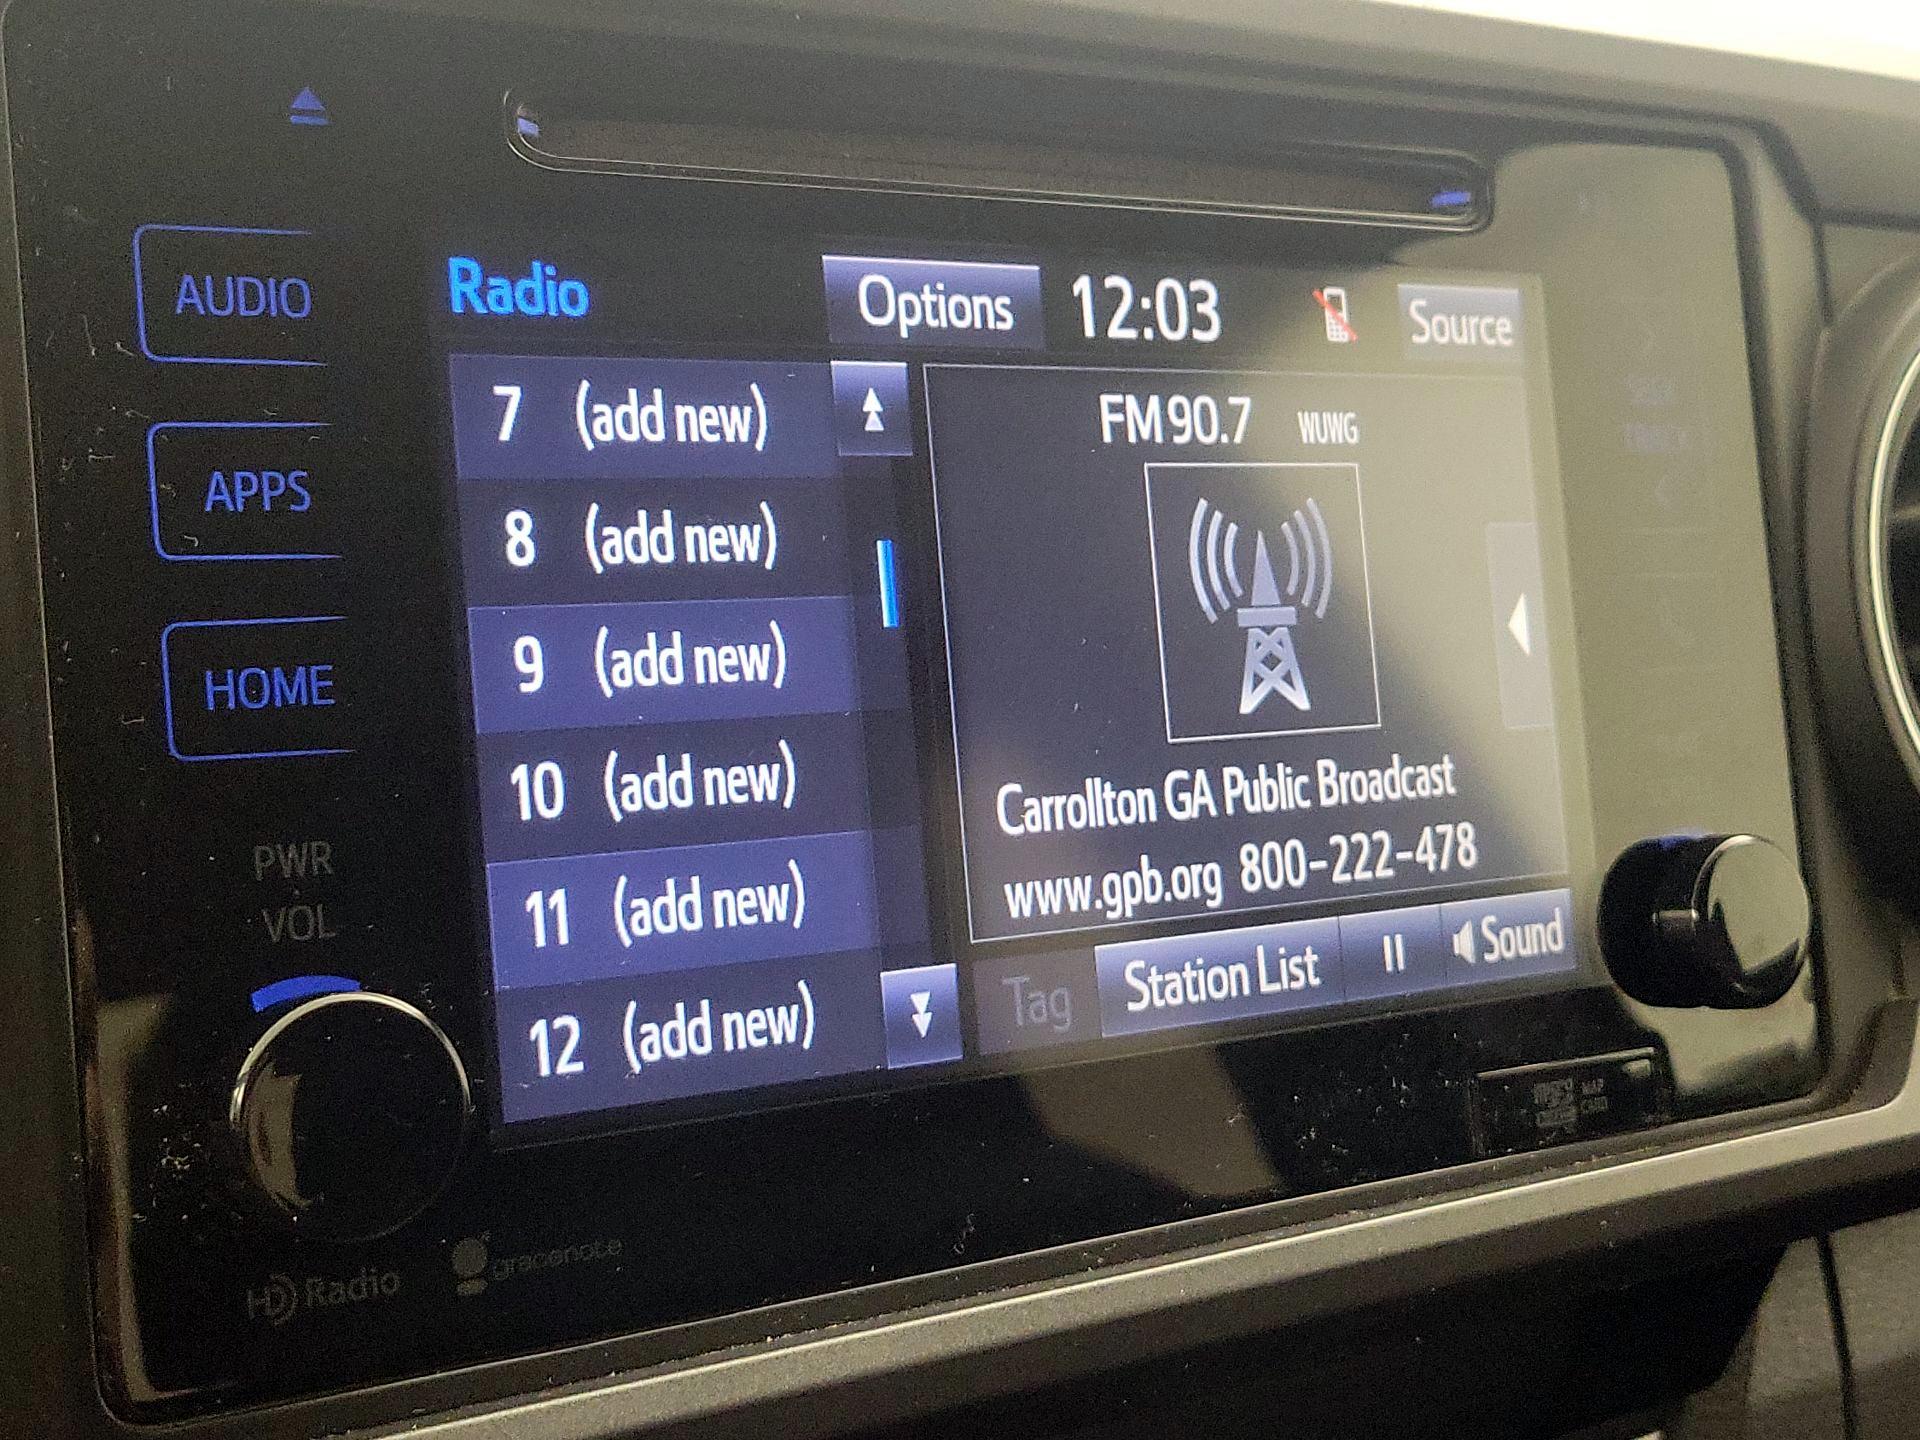 AUDIO
APPS
HOME
PWR
VOL
Radio
Options
12:03
Source
7 (add new)
8 (add new)
9 (add new)
10 (add new)
11 (add new)
12 (add new)
FM 90.7 WUWG
Carrollton GA Public Broadcast
www.gpb.org 800-222-478
Tag
Station List
Sound
HD Radio
gracenote